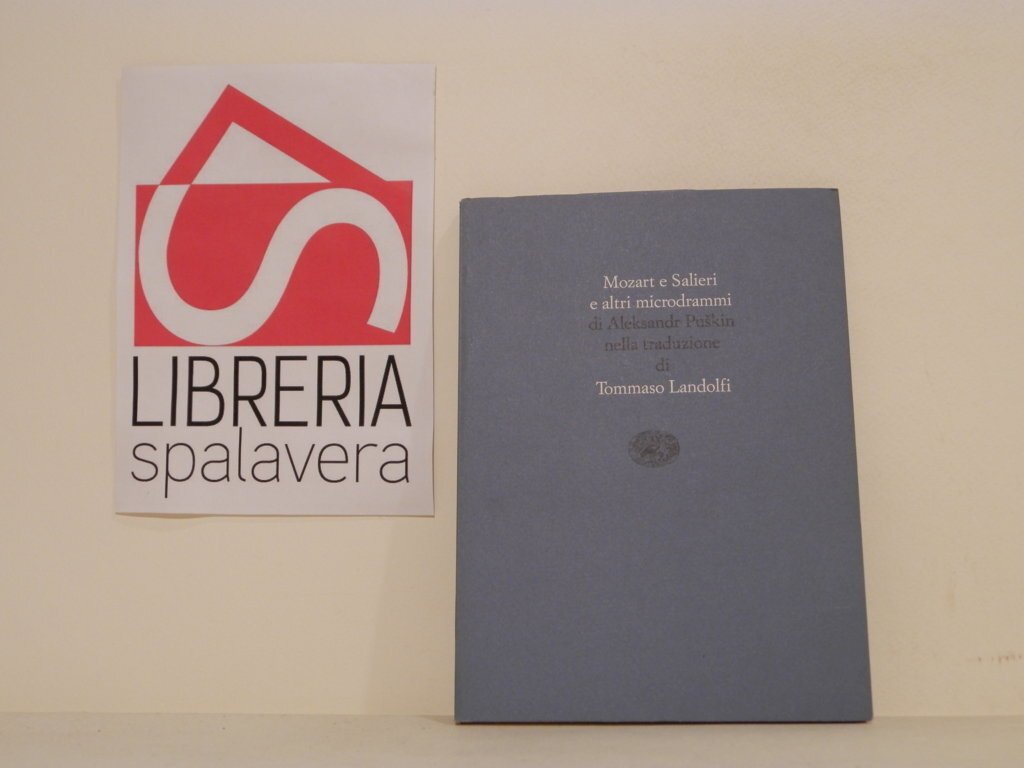 LIBRERIA
spalavera
Mozart e Salieri
e altri microdrammi
di Aleksandr Puškin
nella traduzione
di
Tommaso Landolfi